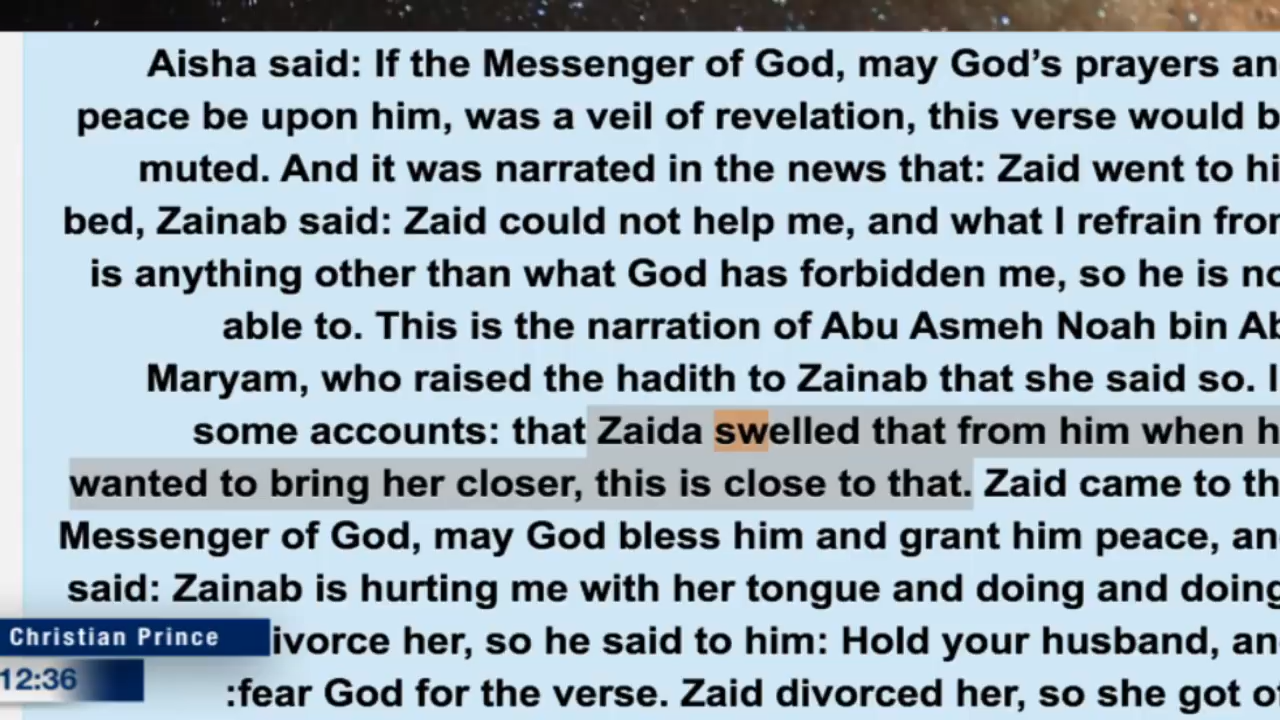 Aisha said: If the Messenger of God, may God's prayers an
peace be upon him, was a veil of revelation, this verse would b
muted. And it was narrated in the news that: Zaid went to hi
bed, Zainab said: Zaid could not help me, and what I refrain fro
is anything other than what God has forbidden me, so he is no
able to. This is the narration of Abu Asmeh Noah bin Ab
Maryam, who raised the hadith to Zainab that she said so. I
some accounts: that Zaida swelled that from him when h
wanted to bring her closer, this is close to that. Zaid came to th
Messenger of God, may God bless him and grant him peace, an
said: Zainab is hurting me with her tongue and doing and doing
ivorce her, so he said to him: Hold your husband, an
:fear God for the verse. Zaid divorced her, so she got o
Christian Prince
12:36